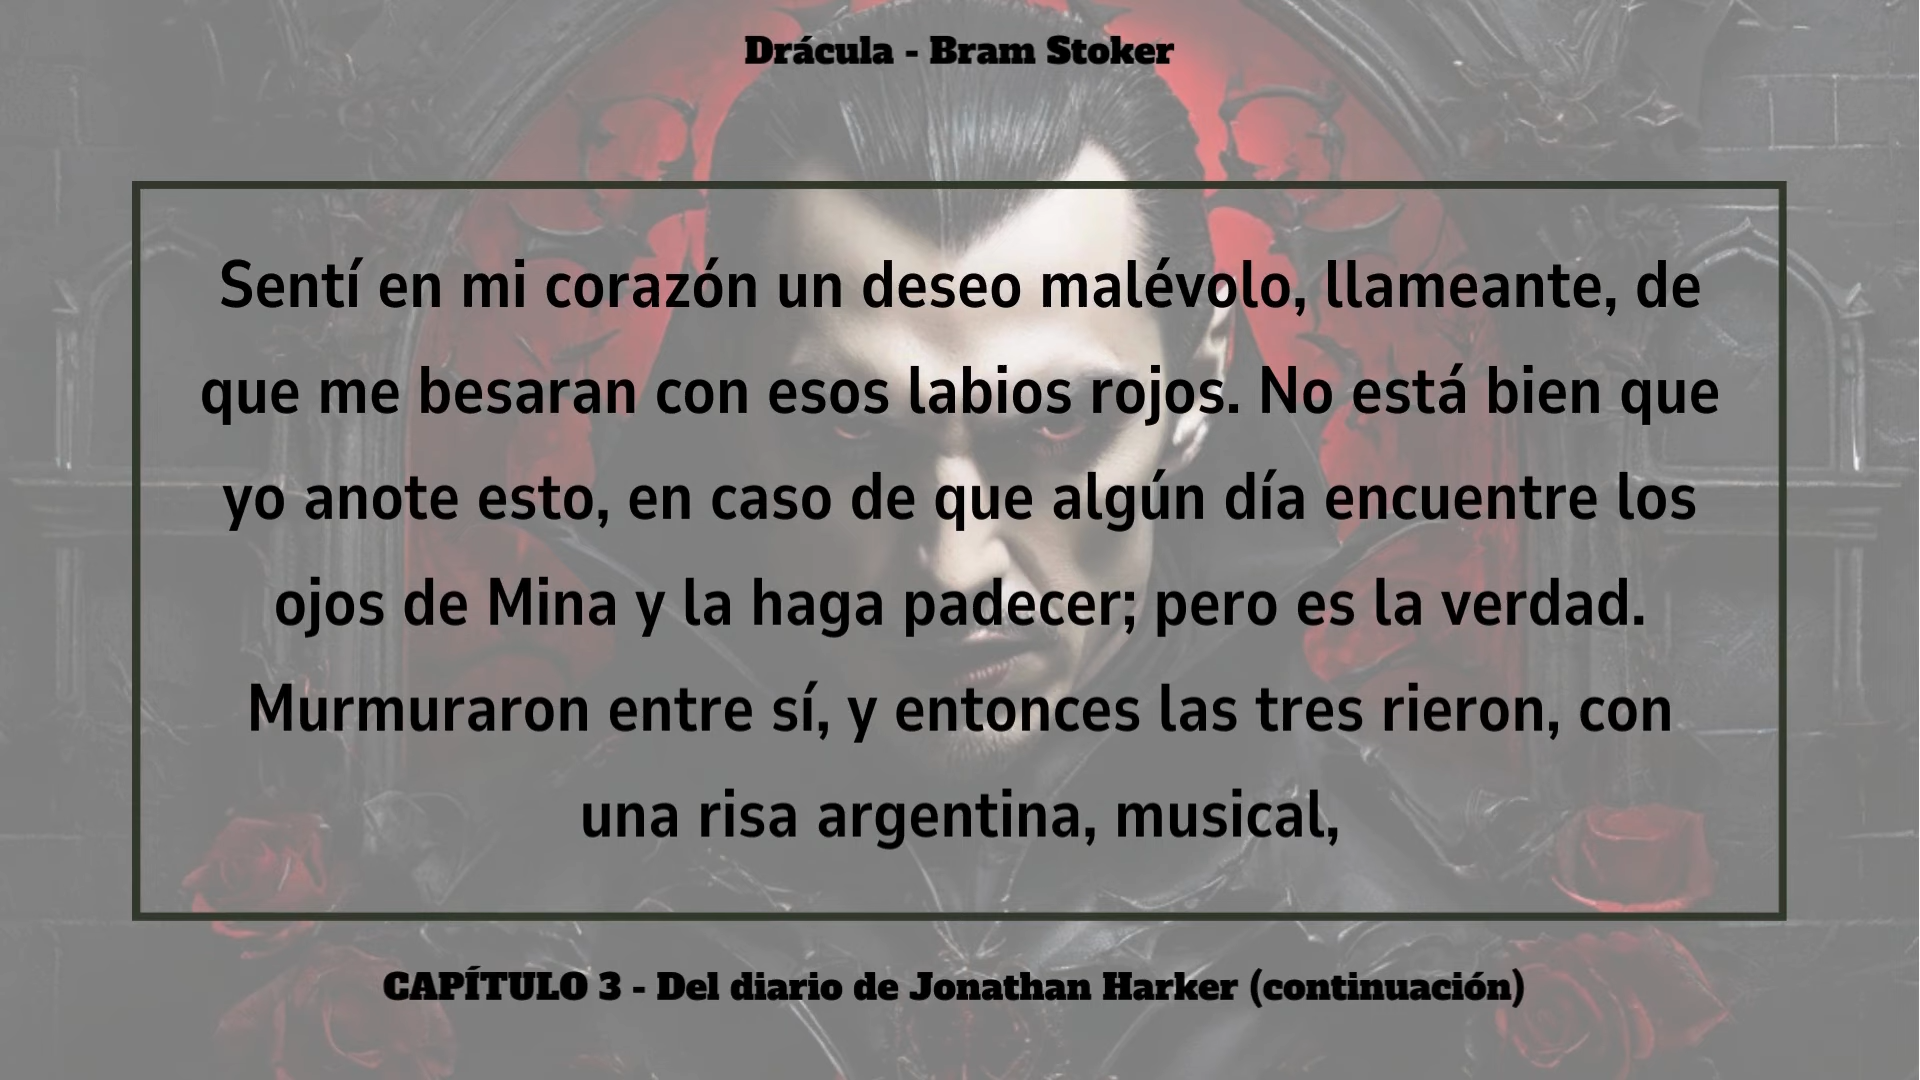 Drácula - Bram Stoker
Sentí en mi corazón un deseo malévolo, llameante, de
que me besaran con esos labios rojos. No está bien que
yo anote esto, en caso de que algún día encuentre los
ojos de Mina y la haga padecer; pero es la verdad.
Murmuraron entre sí, y entonces las tres rieron, con
una risa argentina, musical,
CAPÍTULO 3 - Del diario de Jonathan Harker (continuación)